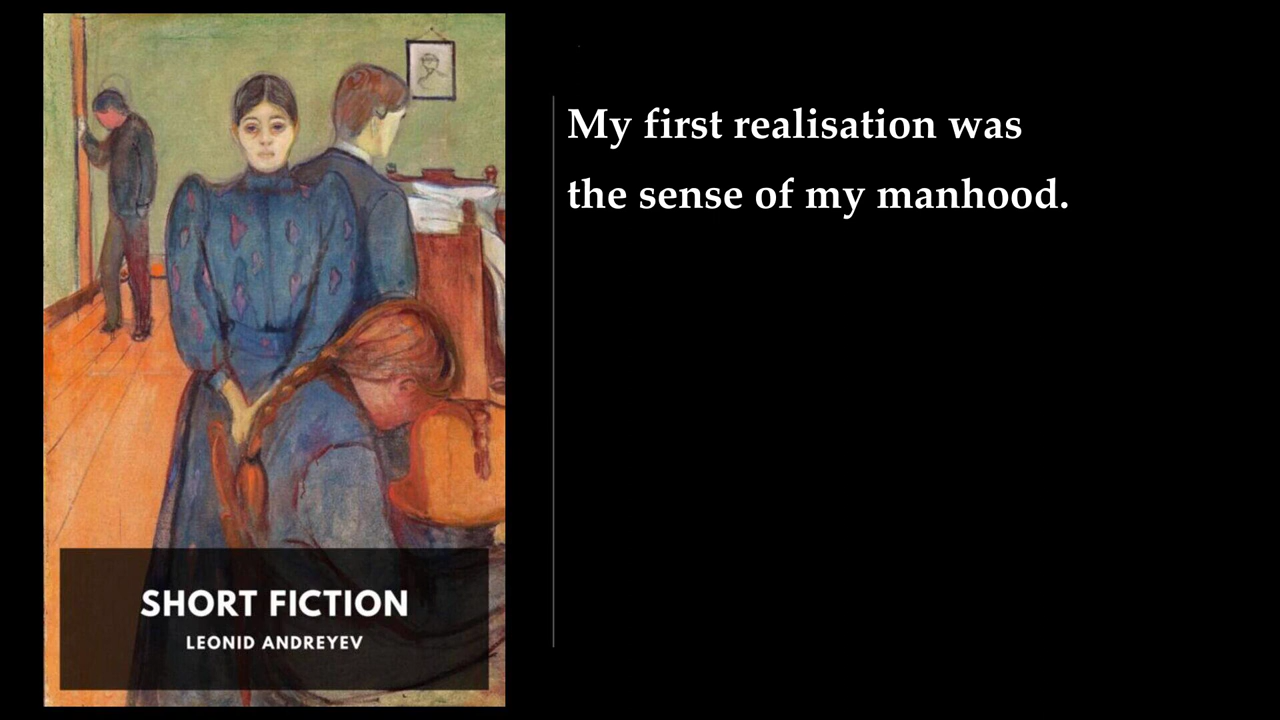 My first realisation was
the sense of my manhood.
SHORT FICTION
LEONID ANDREYEV